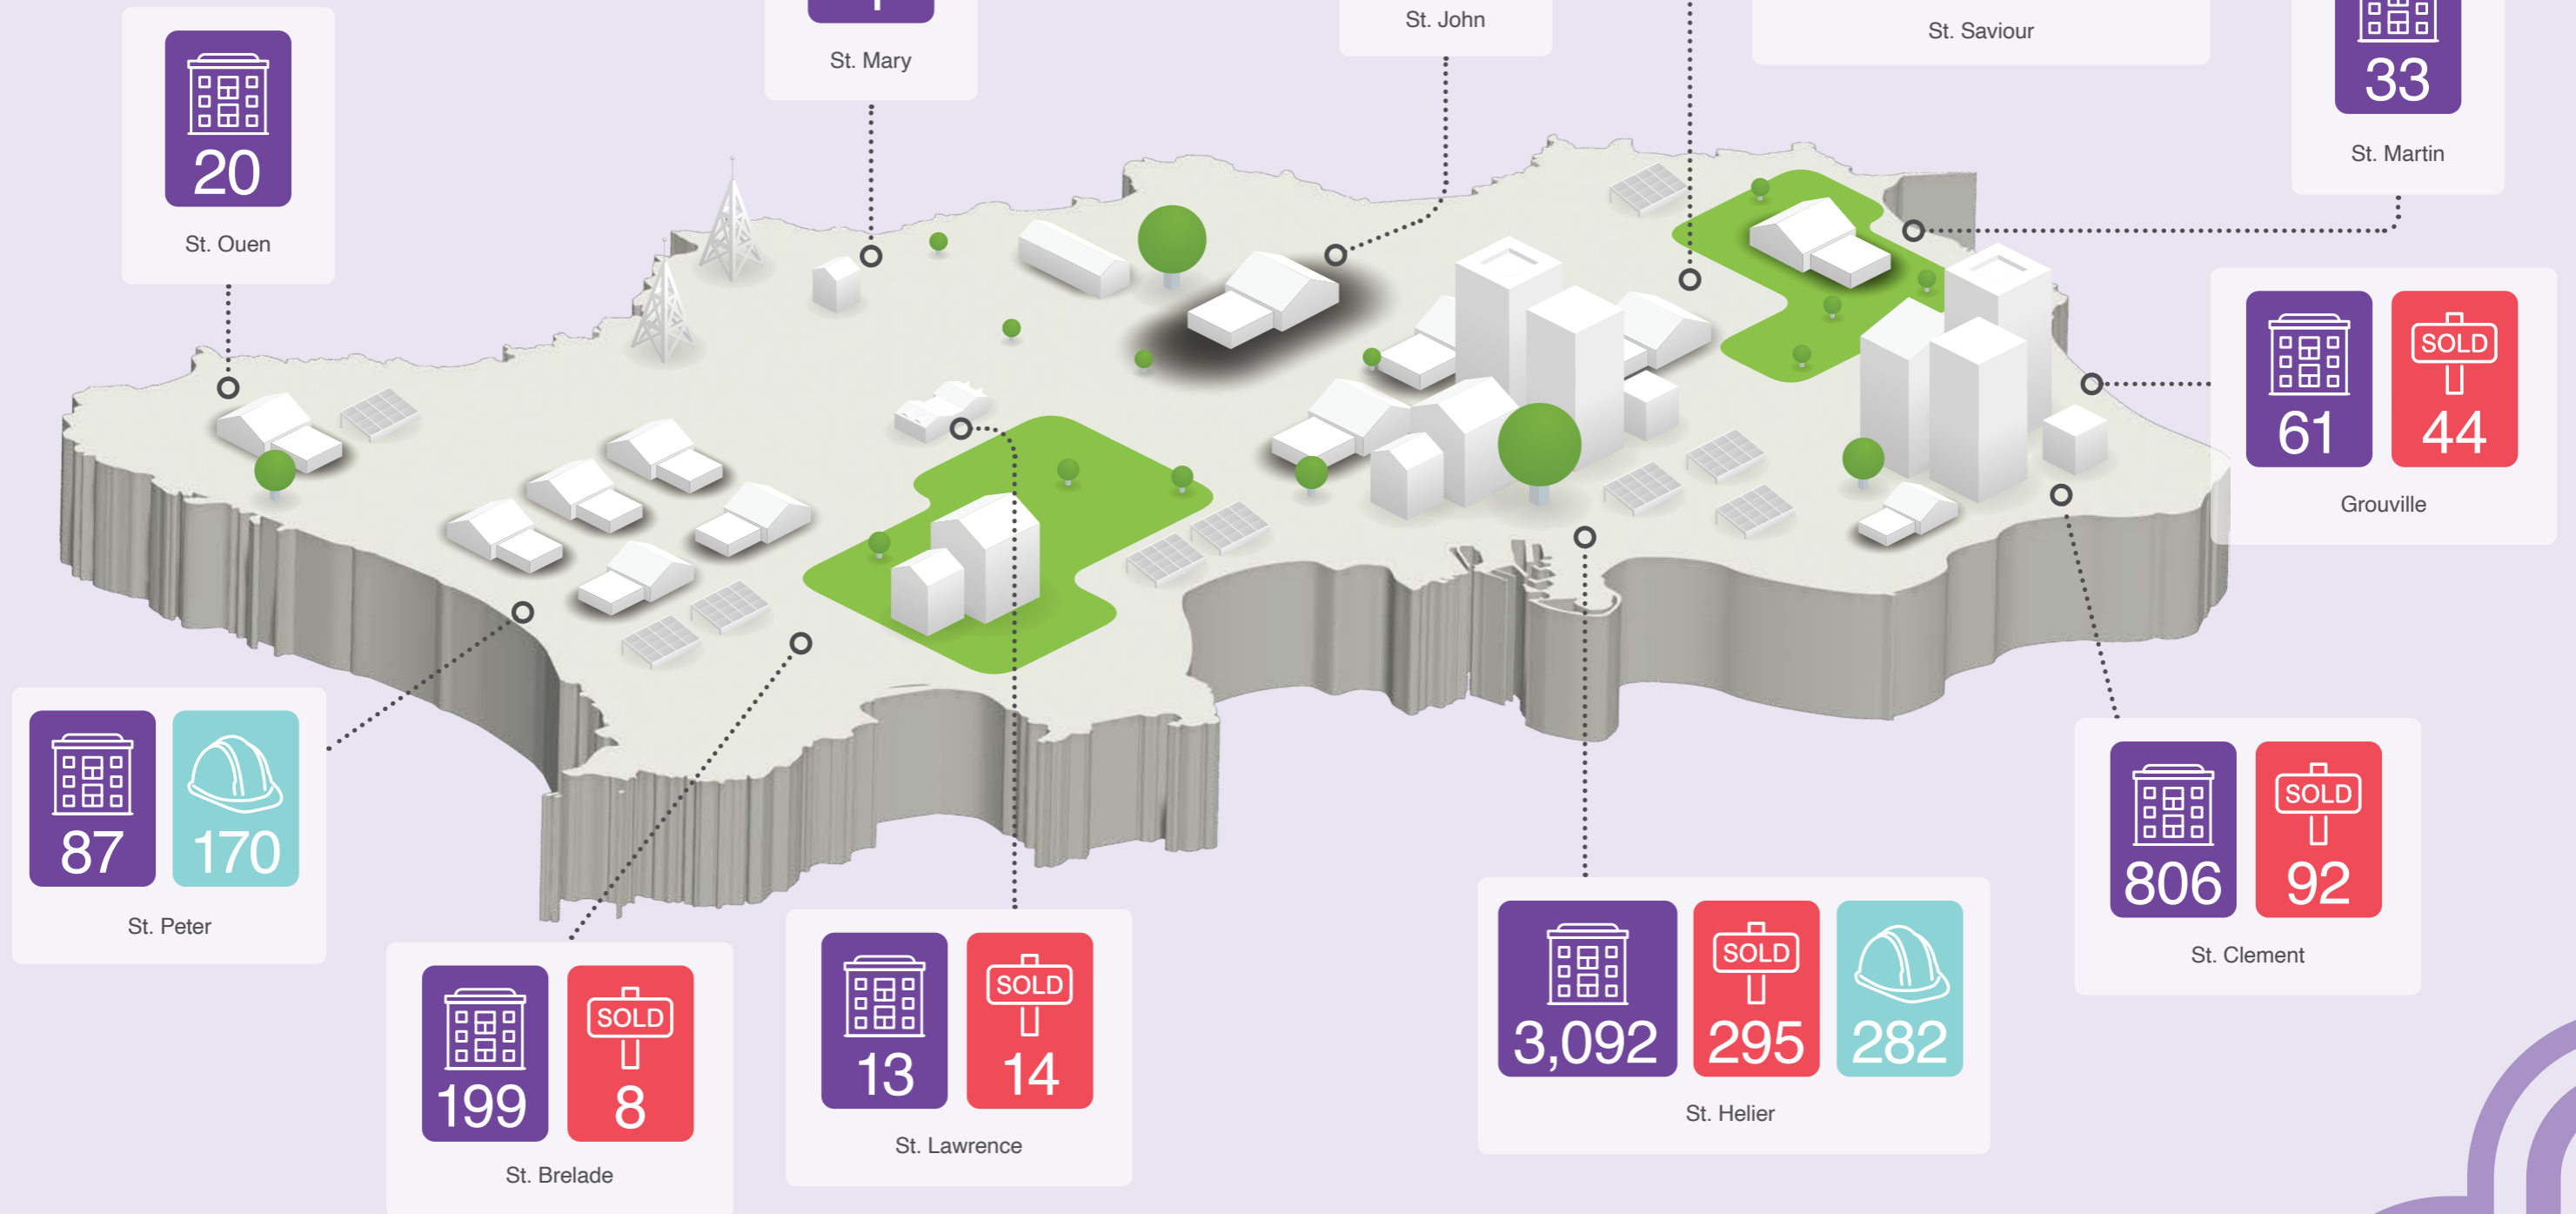 St. John
St. Saviour
St. Mary
33
St. Martin
20
St. Ouen
SOLD
61
44
Grouville
87
170
St. Peter
SOLD
806
92
St. Clement
SOLD
199
8
St. Brelade
SOLD
13
14
St. Lawrence
SOLD
3,092
295
282
St. Helier